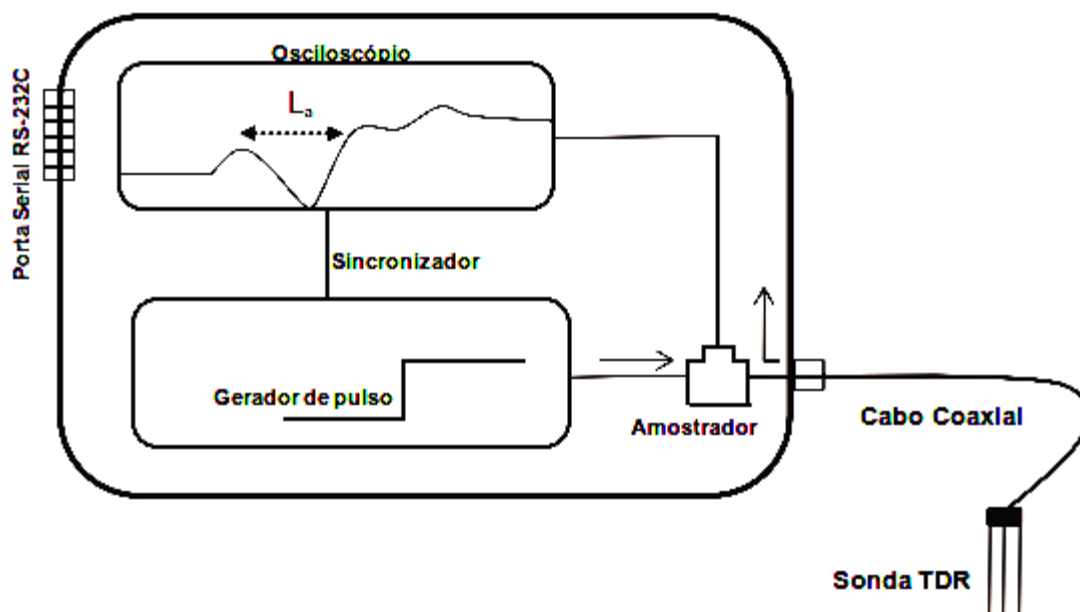 Osciloscópio
Porta Serial RS-232C
La
Sincronizador
Gerador de pulso
Amostrador
Cabo Coaxial
Sonda TDR